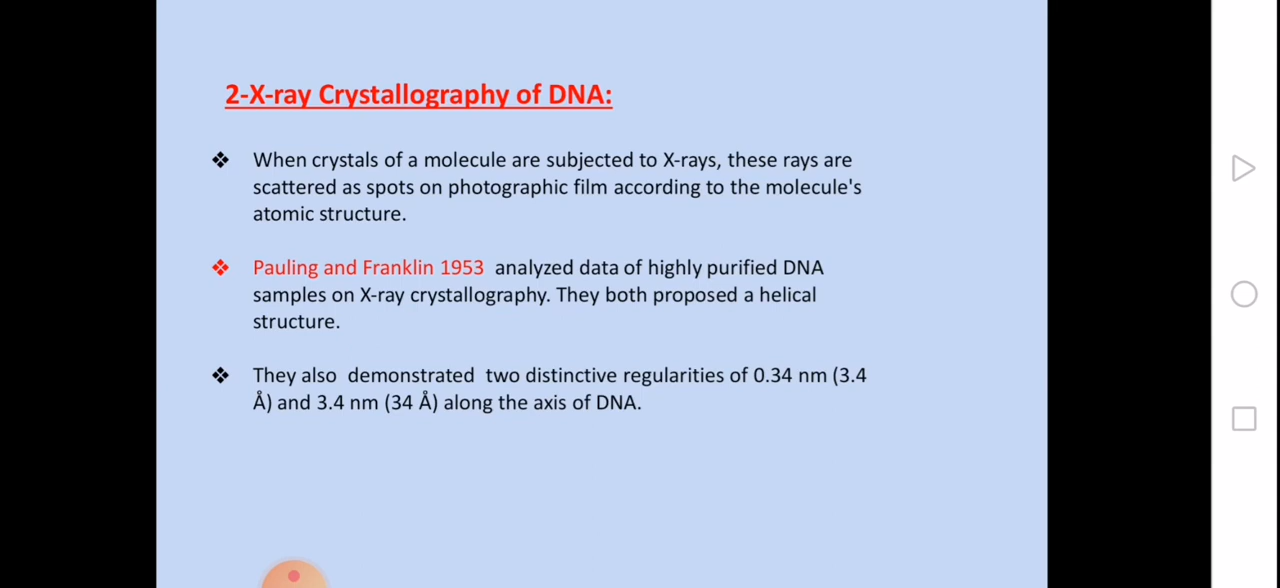 2-X-ray Crystallography of DNA:
❖ When crystals of a molecule are subjected to X-rays, these rays are
scattered as spots on photographic film according to the molecule's
atomic structure.
❖ Pauling and Franklin 1953 analyzed data of highly purified DNA
samples on X-ray crystallography. They both proposed a helical
structure.
❖ They also demonstrated two distinctive regularities of 0.34 nm (3.4
Å) and 3.4 nm (34 Å) along the axis of DNA.